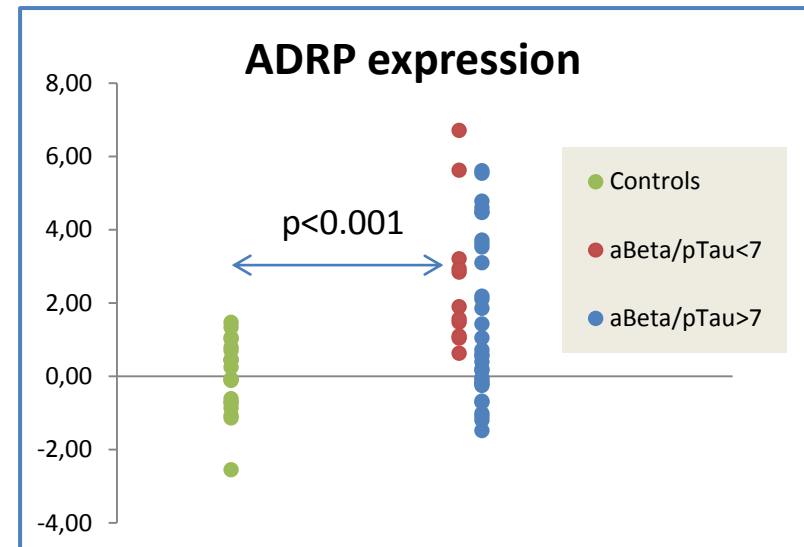 ADRP expression
8,00
6,00
4,00
2,00
0,00
-2,00
-4,00
p<0.001
Controls
aBeta/pTau<7
aBeta/pTau>7